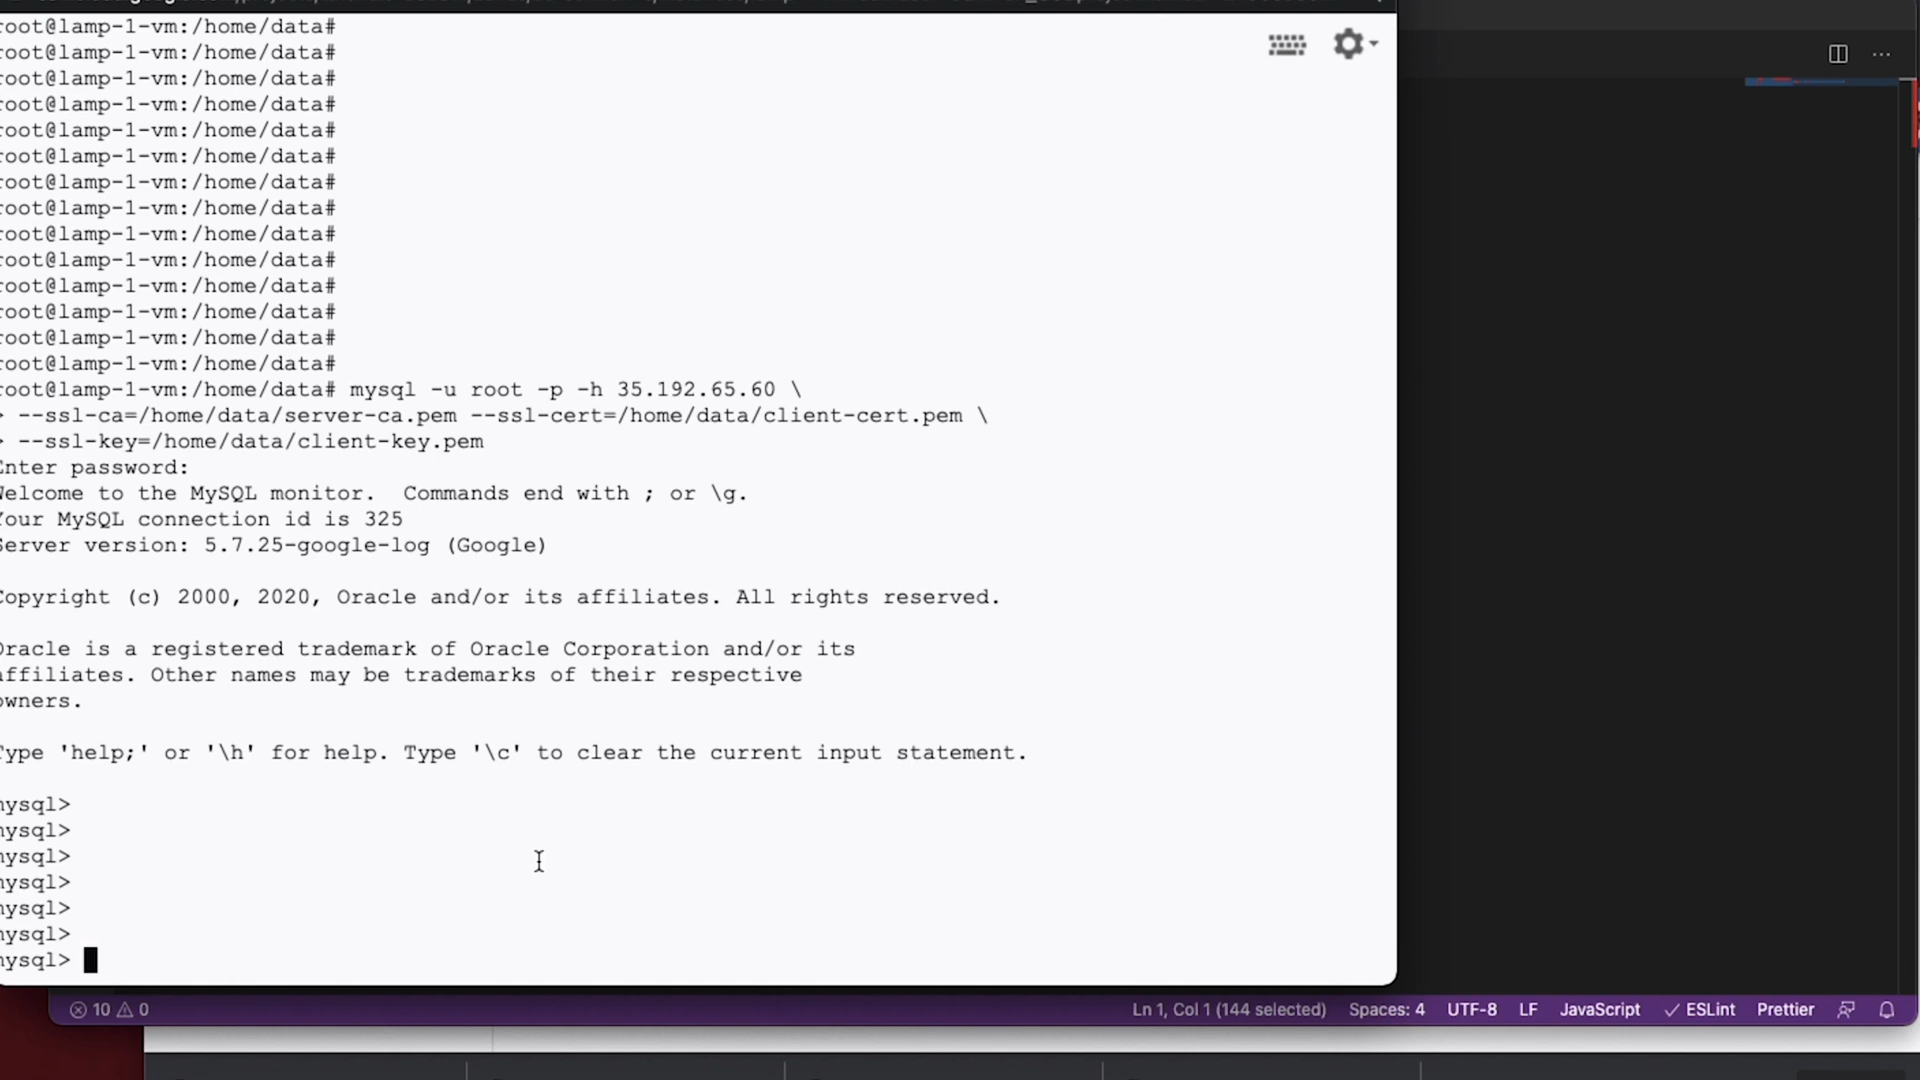 root@lamp-1-vm:/home/data#
root@lamp-1-vm:/home/data#
root@lamp-1-vm:/home/data#
root@lamp-1-vm:/home/data#
root@lamp-1-vm:/home/data#
root@lamp-1-vm:/home/data#
root@lamp-1-vm:/home/data#
root@lamp-1-vm:/home/data#
root@lamp-1-vm:/home/data#
root@lamp-1-vm:/home/data#
root@lamp-1-vm:/home/data#
root@lamp-1-vm:/home/data#
root@lamp-1-vm:/home/data#
root@lamp-1-vm:/home/data#
root@lamp-1-vm:/home/data# mysql -u root -p -h 35.192.65.60 \
> --ssl-ca=/home/data/server-ca.pem --ssl-cert=/home/data/client-cert.pem \
> --ssl-key=/home/data/client-key.pem
Enter password:
Welcome to the MySQL monitor.  Commands end with ; or \g.
Your MySQL connection id is 325
Server version: 5.7.25-google-log (Google)
Copyright (c) 2000, 2020, Oracle and/or its affiliates. All rights reserved.
Oracle is a registered trademark of Oracle Corporation and/or its
affiliates. Other names may be trademarks of their respective
owners.
Type 'help;' or '\h' for help. Type '\c' to clear the current input statement.
mysql>
mysql>
mysql>
mysql>
mysql>
mysql>
mysql>
10 0 Ln 1, Col 1 (144 selected) Spaces: 4 UTF-8 LF JavaScript ESLint Prettier